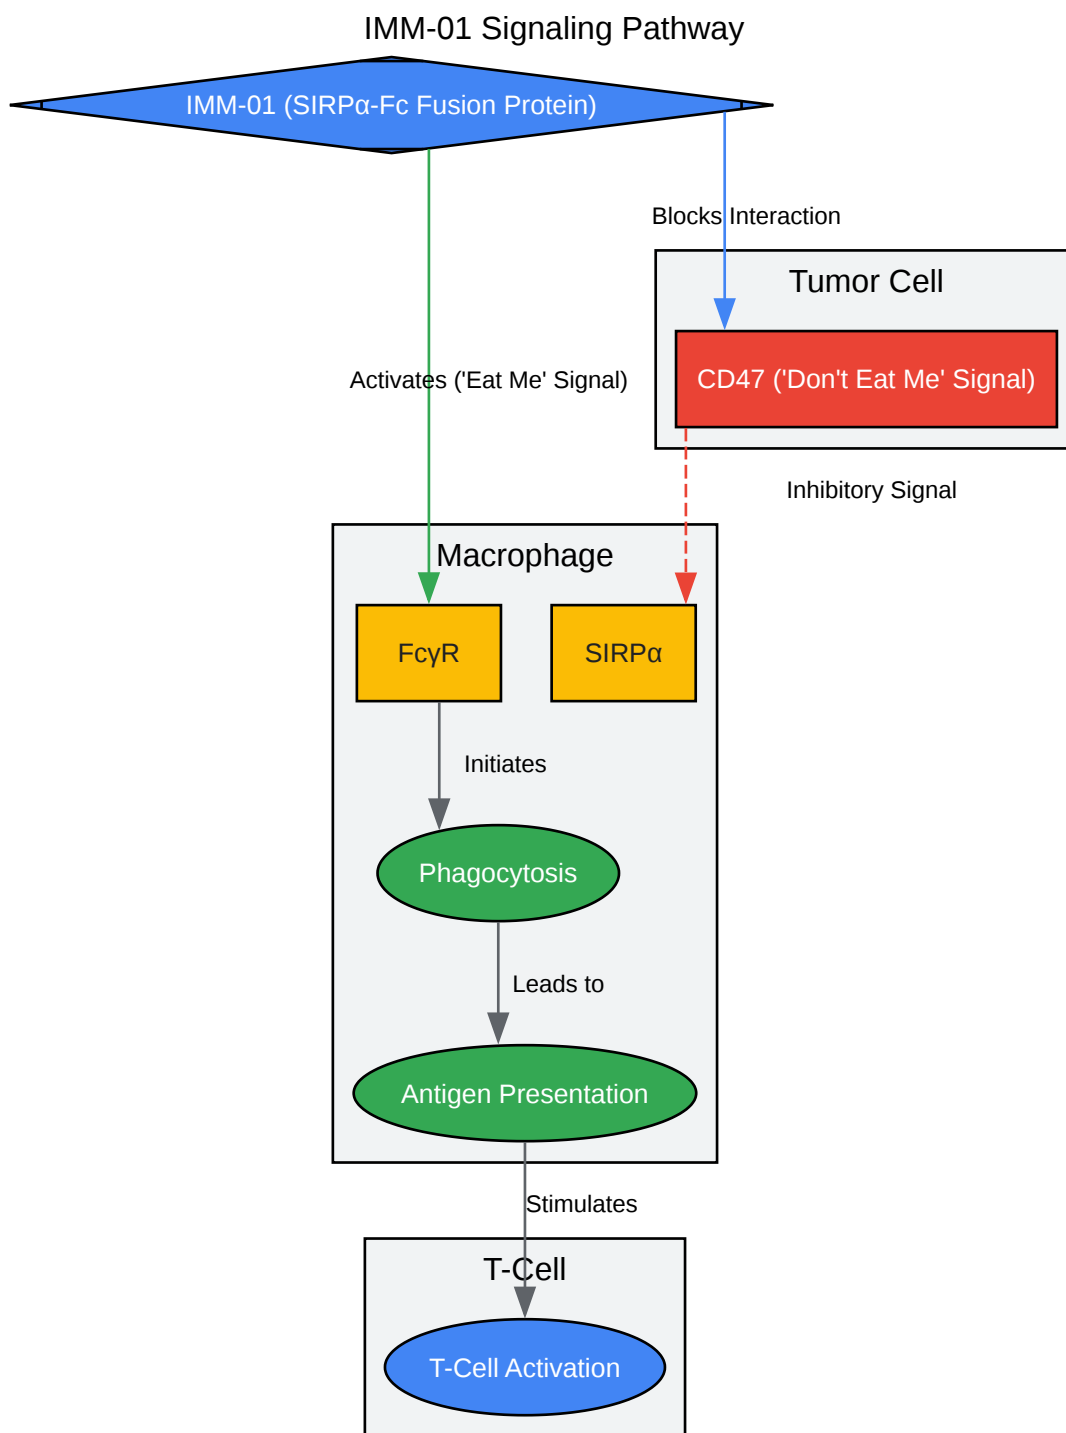 IMM-01 Signaling Pathway
IMM-01 (SIRPα-Fc Fusion Protein)
Blocks Interaction
Tumor Cell
Activates ('Eat Me' Signal)
CD47 ('Don't Eat Me' Signal)
Inhibitory Signal
Macrophage
FcγR
SIRPα
Initiates
Phagocytosis
Leads to
Antigen Presentation
Stimulates
T-Cell
T-Cell Activation